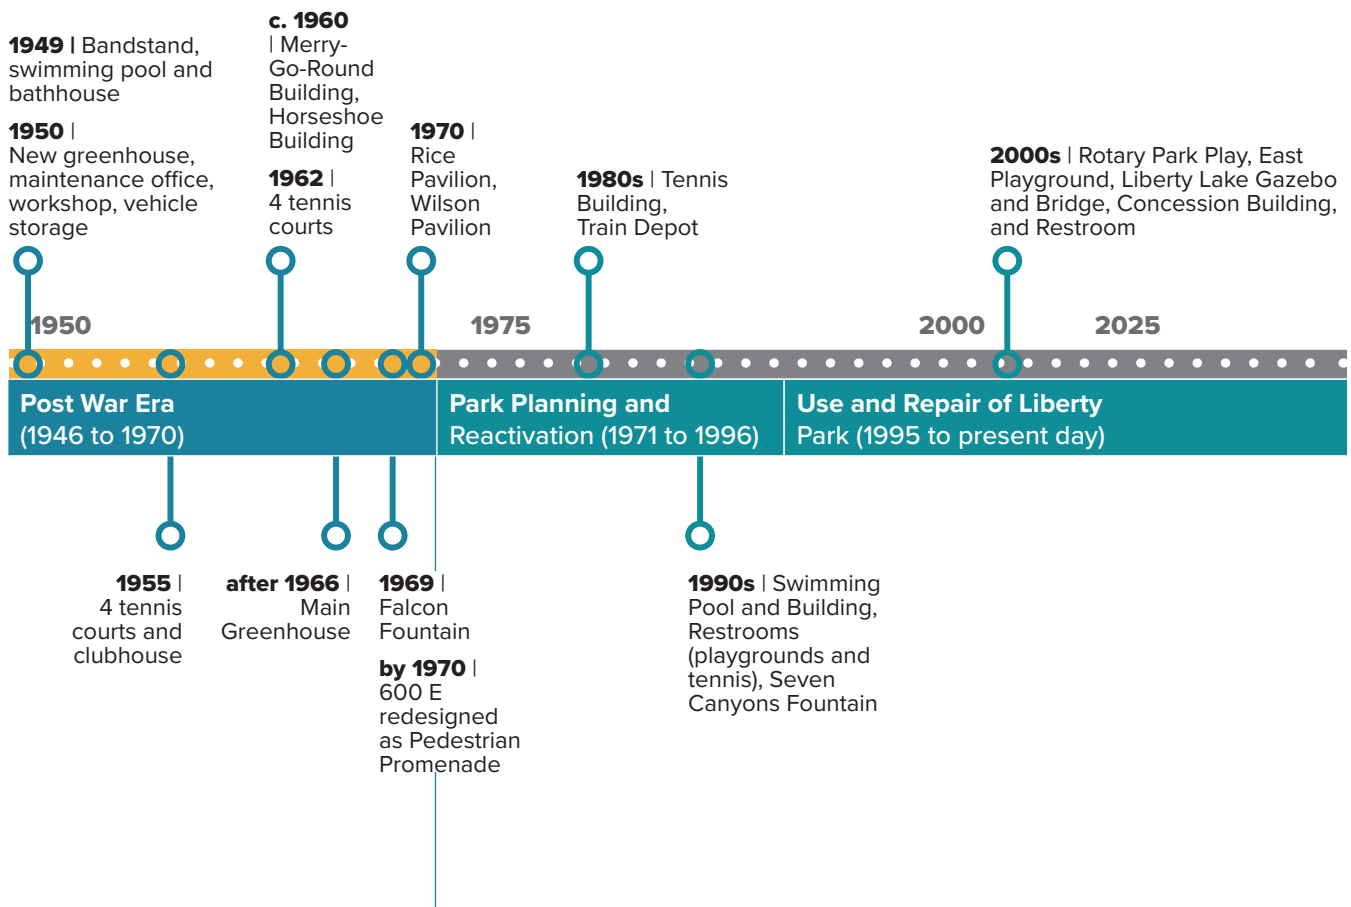 1949 | Bandstand,
swimming pool and
bathhouse
1950 |
New greenhouse,
maintenance office,
workshop, vehicle
storage
c. 1960
| Merry-
Go-Round
Building,
Horseshoe
Building
1962 |
4 tennis
courts
1970 |
Rice
Pavilion,
Wilson
Pavilion
1980s | Tennis
Building,
Train Depot
2000s | Rotary Park Play, East
Playground, Liberty Lake Gazebo
and Bridge, Concession Building,
and Restroom
1950
1975
2000
2025
Post War Era
(1946 to 1970)
Park Planning and
Reactivation (1971 to 1996)
Use and Repair of Liberty
Park (1995 to present day)
1955 |
4 tennis
courts and
clubhouse
after 1966 |
Main
Greenhouse
1969 |
Falcon
Fountain
by 1970 |
600 E
redesigned
as Pedestrian
Promenade
1990s | Swimming
Pool and Building,
Restrooms
(playgrounds and
tennis), Seven
Canyons Fountain